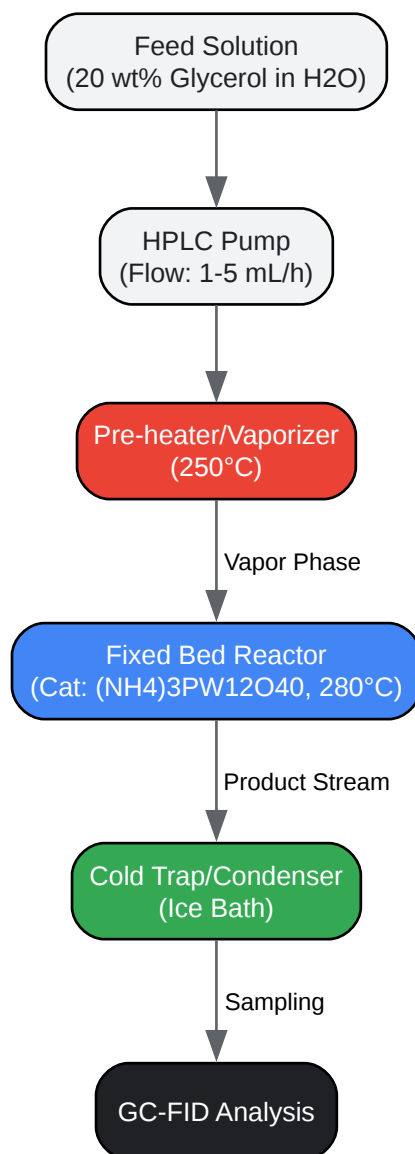 Feed Solution
(20 wt% Glycerol in H2O)
HPLC Pump
(Flow: 1-5 mL/h)
Pre-heater/Vaporizer
(250°C)
Vapor Phase
Fixed Bed Reactor
(Cat: (NH4)3PW12O40, 280°C)
Product Stream
Cold Trap/Condenser
(Ice Bath)
Sampling
GC-FID Analysis